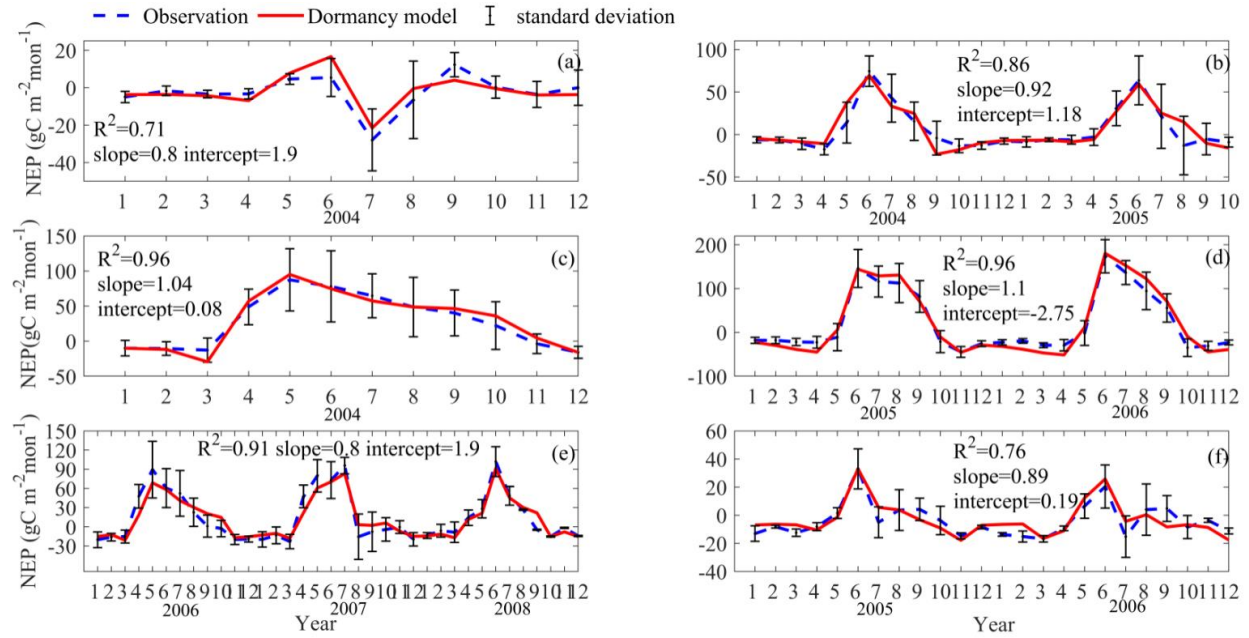 Observation Dormancy model standard deviation
NEP (gC m-2mon-1)
20
0
-20
-40
(a)
R2=0.71
slope=0.8 intercept=1.9
1 2 3 4 5 6 7 8 9 10 11 12
2004
100
50
0
-50
(b)
R2=0.86
slope=0.92
intercept=1.18
1 2 3 4 5 6 7 8 9 10 11 12 1 2 3 4 5 6 7 8 9 10
2004 2005
NEP(gC m-2mon-1)
150
100
50
0
-50
(c)
R2=0.96
slope=1.04
intercept=0.08
1 2 3 4 5 6 7 8 9 10 11 12
2004
200
100
0
-100
(d)
R2=0.96
slope=1.1
intercept=-2.75
1 2 3 4 5 6 7 8 9 10 11 12 1 2 3 4 5 6 7 8 9 10 11 12
2005 2006
NEP (gC m-2mon-1)
150
120
90
60
30
0
-30
(e)
R2=0.91 slope=0.8 intercept=1.9
1 2 3 4 5 6 7 8 9 10 11 12 1 2 3 4 5 6 7 8 9 10 11 12 1 2 3 4 5 6 7 8 9 10 11 12
2006 2007 2008
Year
60
40
20
0
-20
-40
(f)
R2=0.76
slope=0.89
intercept=0.197
1 2 3 4 5 6 7 8 9 10 11 12 1 2 3 4 5 6 7 8 9 10 11 12
2005 2006
Year